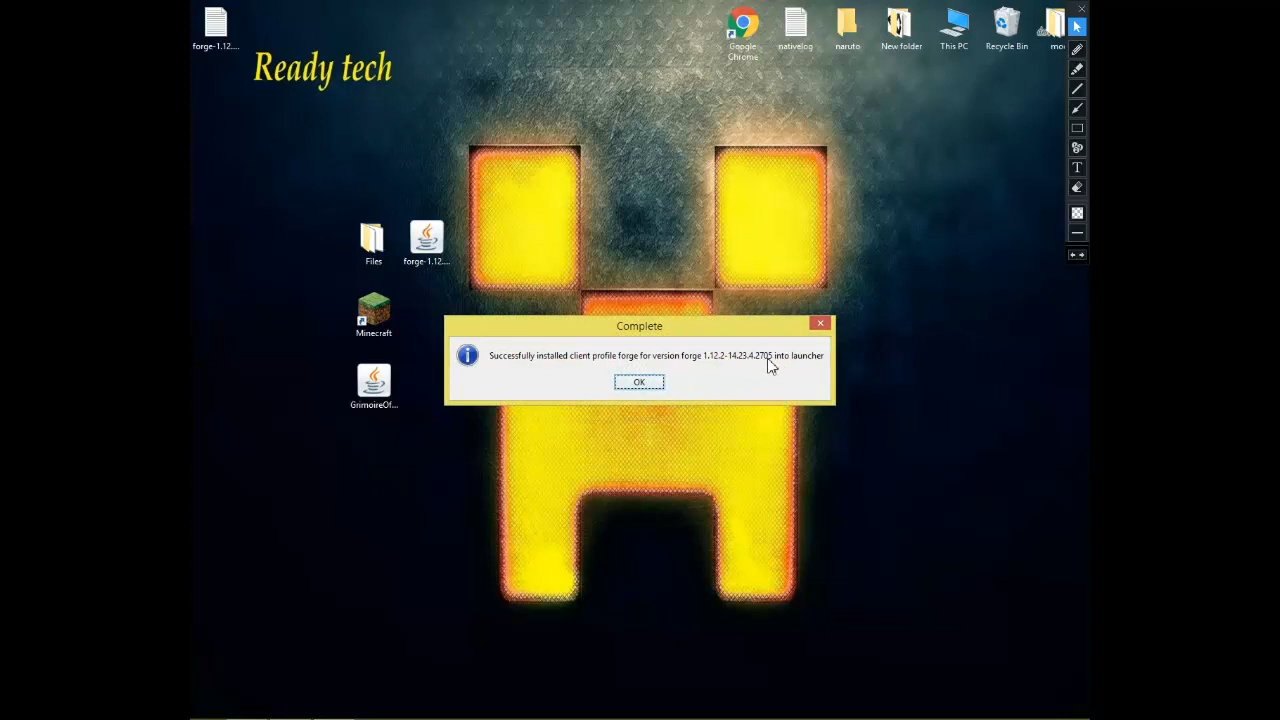 forge-1.12....
Google
Chrome
nativelog
naruto
New folder
This PC
Recycle Bin
Ready tech
T
Files
forge-1.12....
Minecraft
Complete
i
Successfully installed client profile forge for version forge 1.12.2-14.23.4.2705 into launcher
OK
GrimoireOf...